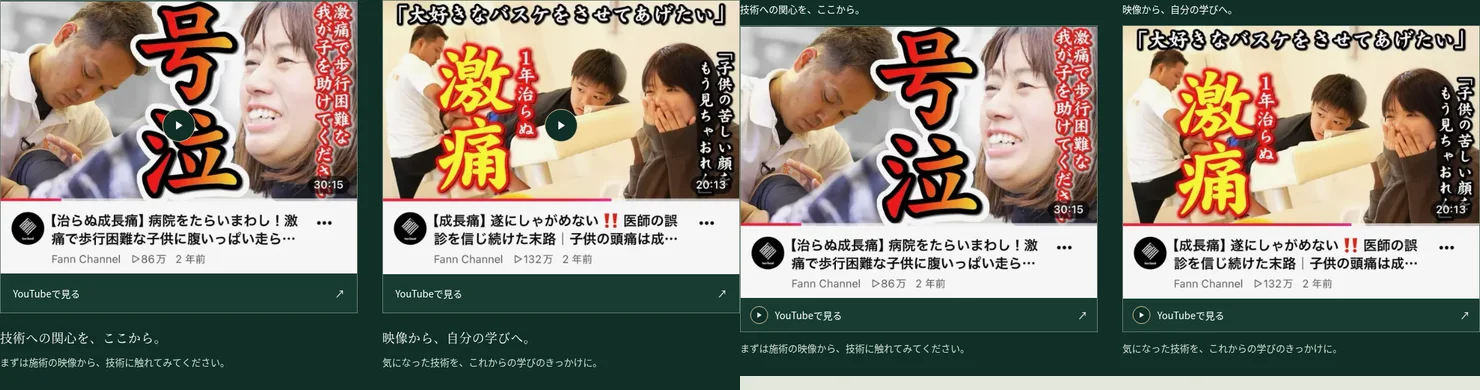 「大好きなバスケをさせてあげたい」
激痛で歩行困難な
我が子を助けてください
号泣
1年治らぬ
激痛
「子供の苦しい顔
もう見ちゃおれん
30:15
20:13
【治らぬ成長痛】病院をたらいまわし！激
痛で歩行困難な子供に腹いっぱい走ら…
Fann Channel ▷86万 2 年前
【成長痛】遂にしゃがめない‼️医師の誤
診を信じ続けた末路｜子供の頭痛は成…
Fann Channel ▷132万 2 年前
YouTubeで見る ↗
YouTubeで見る ↗
技術への関心を、ここから。
まずは施術の映像から、技術に触れてみてください。
映像から、自分の学びへ。
気になった技術を、これからの学びのきっかけに。
技術への関心を、ここから。
映像から、自分の学びへ。
激痛で歩行困難な
我が子を助けてくださ
号泣
「大好きなバスケをさせてあげたい」
1年治らぬ
激痛
「子供の苦しい顔
もう見ちゃおれん
30:15
20:13
【治らぬ成長痛】病院をたらいまわし！激
痛で歩行困難な子供に腹いっぱい走ら…
Fann Channel ▷86万 2 年前
【成長痛】遂にしゃがめない‼️医師の誤
診を信じ続けた末路｜子供の頭痛は成…
Fann Channel ▷132万 2 年前
YouTubeで見る ↗
YouTubeで見る ↗
まずは施術の映像から、技術に触れてみてください。
気になった技術を、これからの学びのきっかけに。